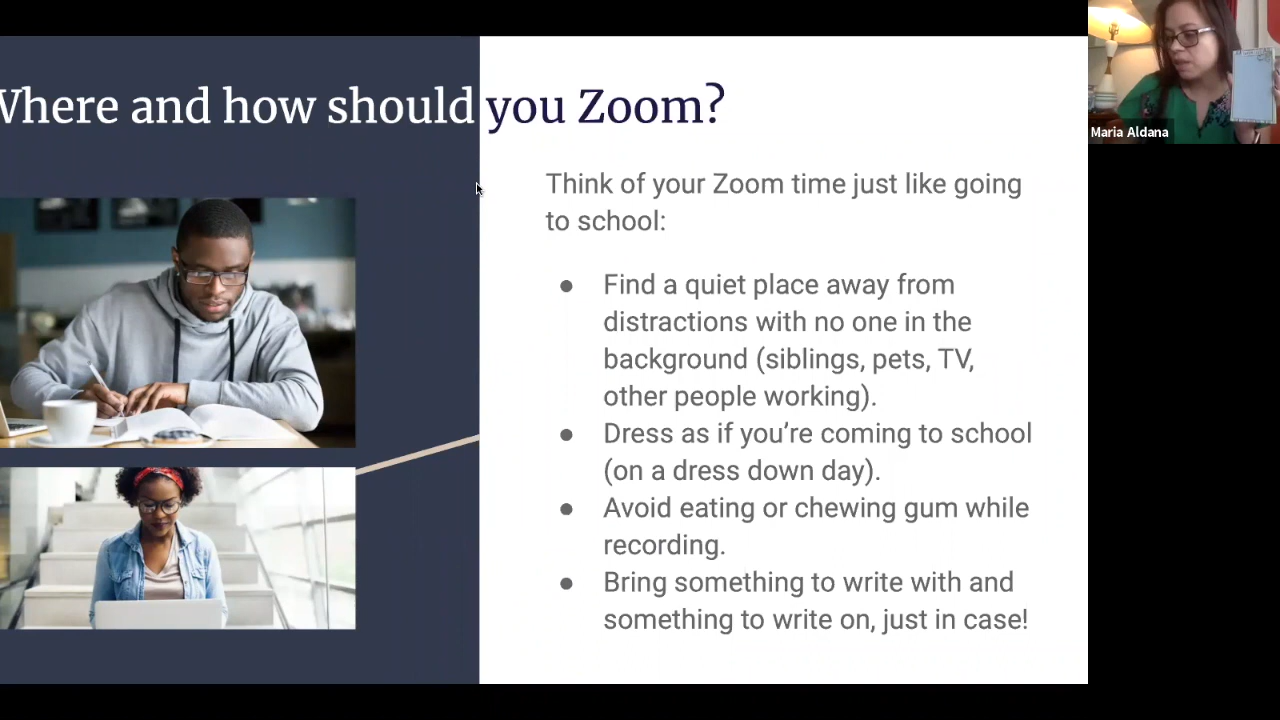 Where and how should you Zoom?
Maria Aldana
Think of your Zoom time just like going
to school:
● Find a quiet place away from
distractions with no one in the
background (siblings, pets, TV,
other people working).
● Dress as if you're coming to school
(on a dress down day).
● Avoid eating or chewing gum while
recording.
● Bring something to write with and
something to write on, just in case!